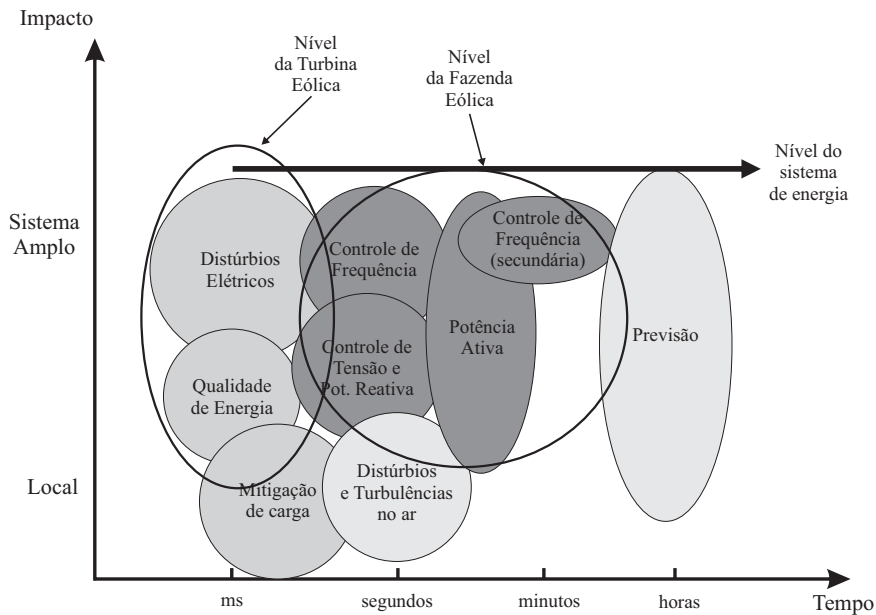 Impacto
Nível
da Turbina
Eólica
Nível
da Fazenda
Eólica
Nível do
sistema
de energia
Sistema
Amplo
Distúrbios
Elétricos
Controle de
Frequência
Controle de
Frequência
(secundária)
Controle de
Tensão e
Pot. Reativa
Potência
Ativa
Previsão
Qualidade
de Energia
Local
Mitigação
de carga
Distúrbios
e Turbulências
no ar
ms
segundos
minutos
horas
Tempo